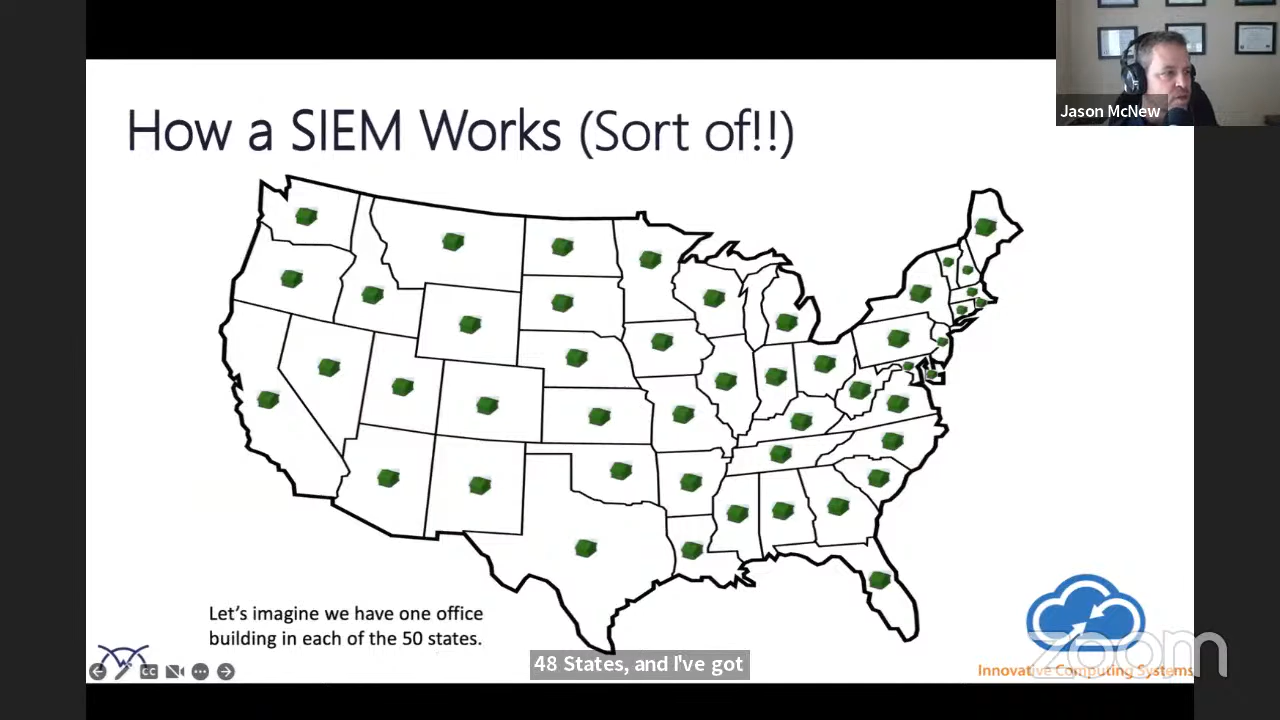 Jason McNew
How a SIEM Works (Sort of!!)
Let's imagine we have one office
building in each of the 50 states.
48 States, and I've got
CC
zoom
Innovative Computing Systems